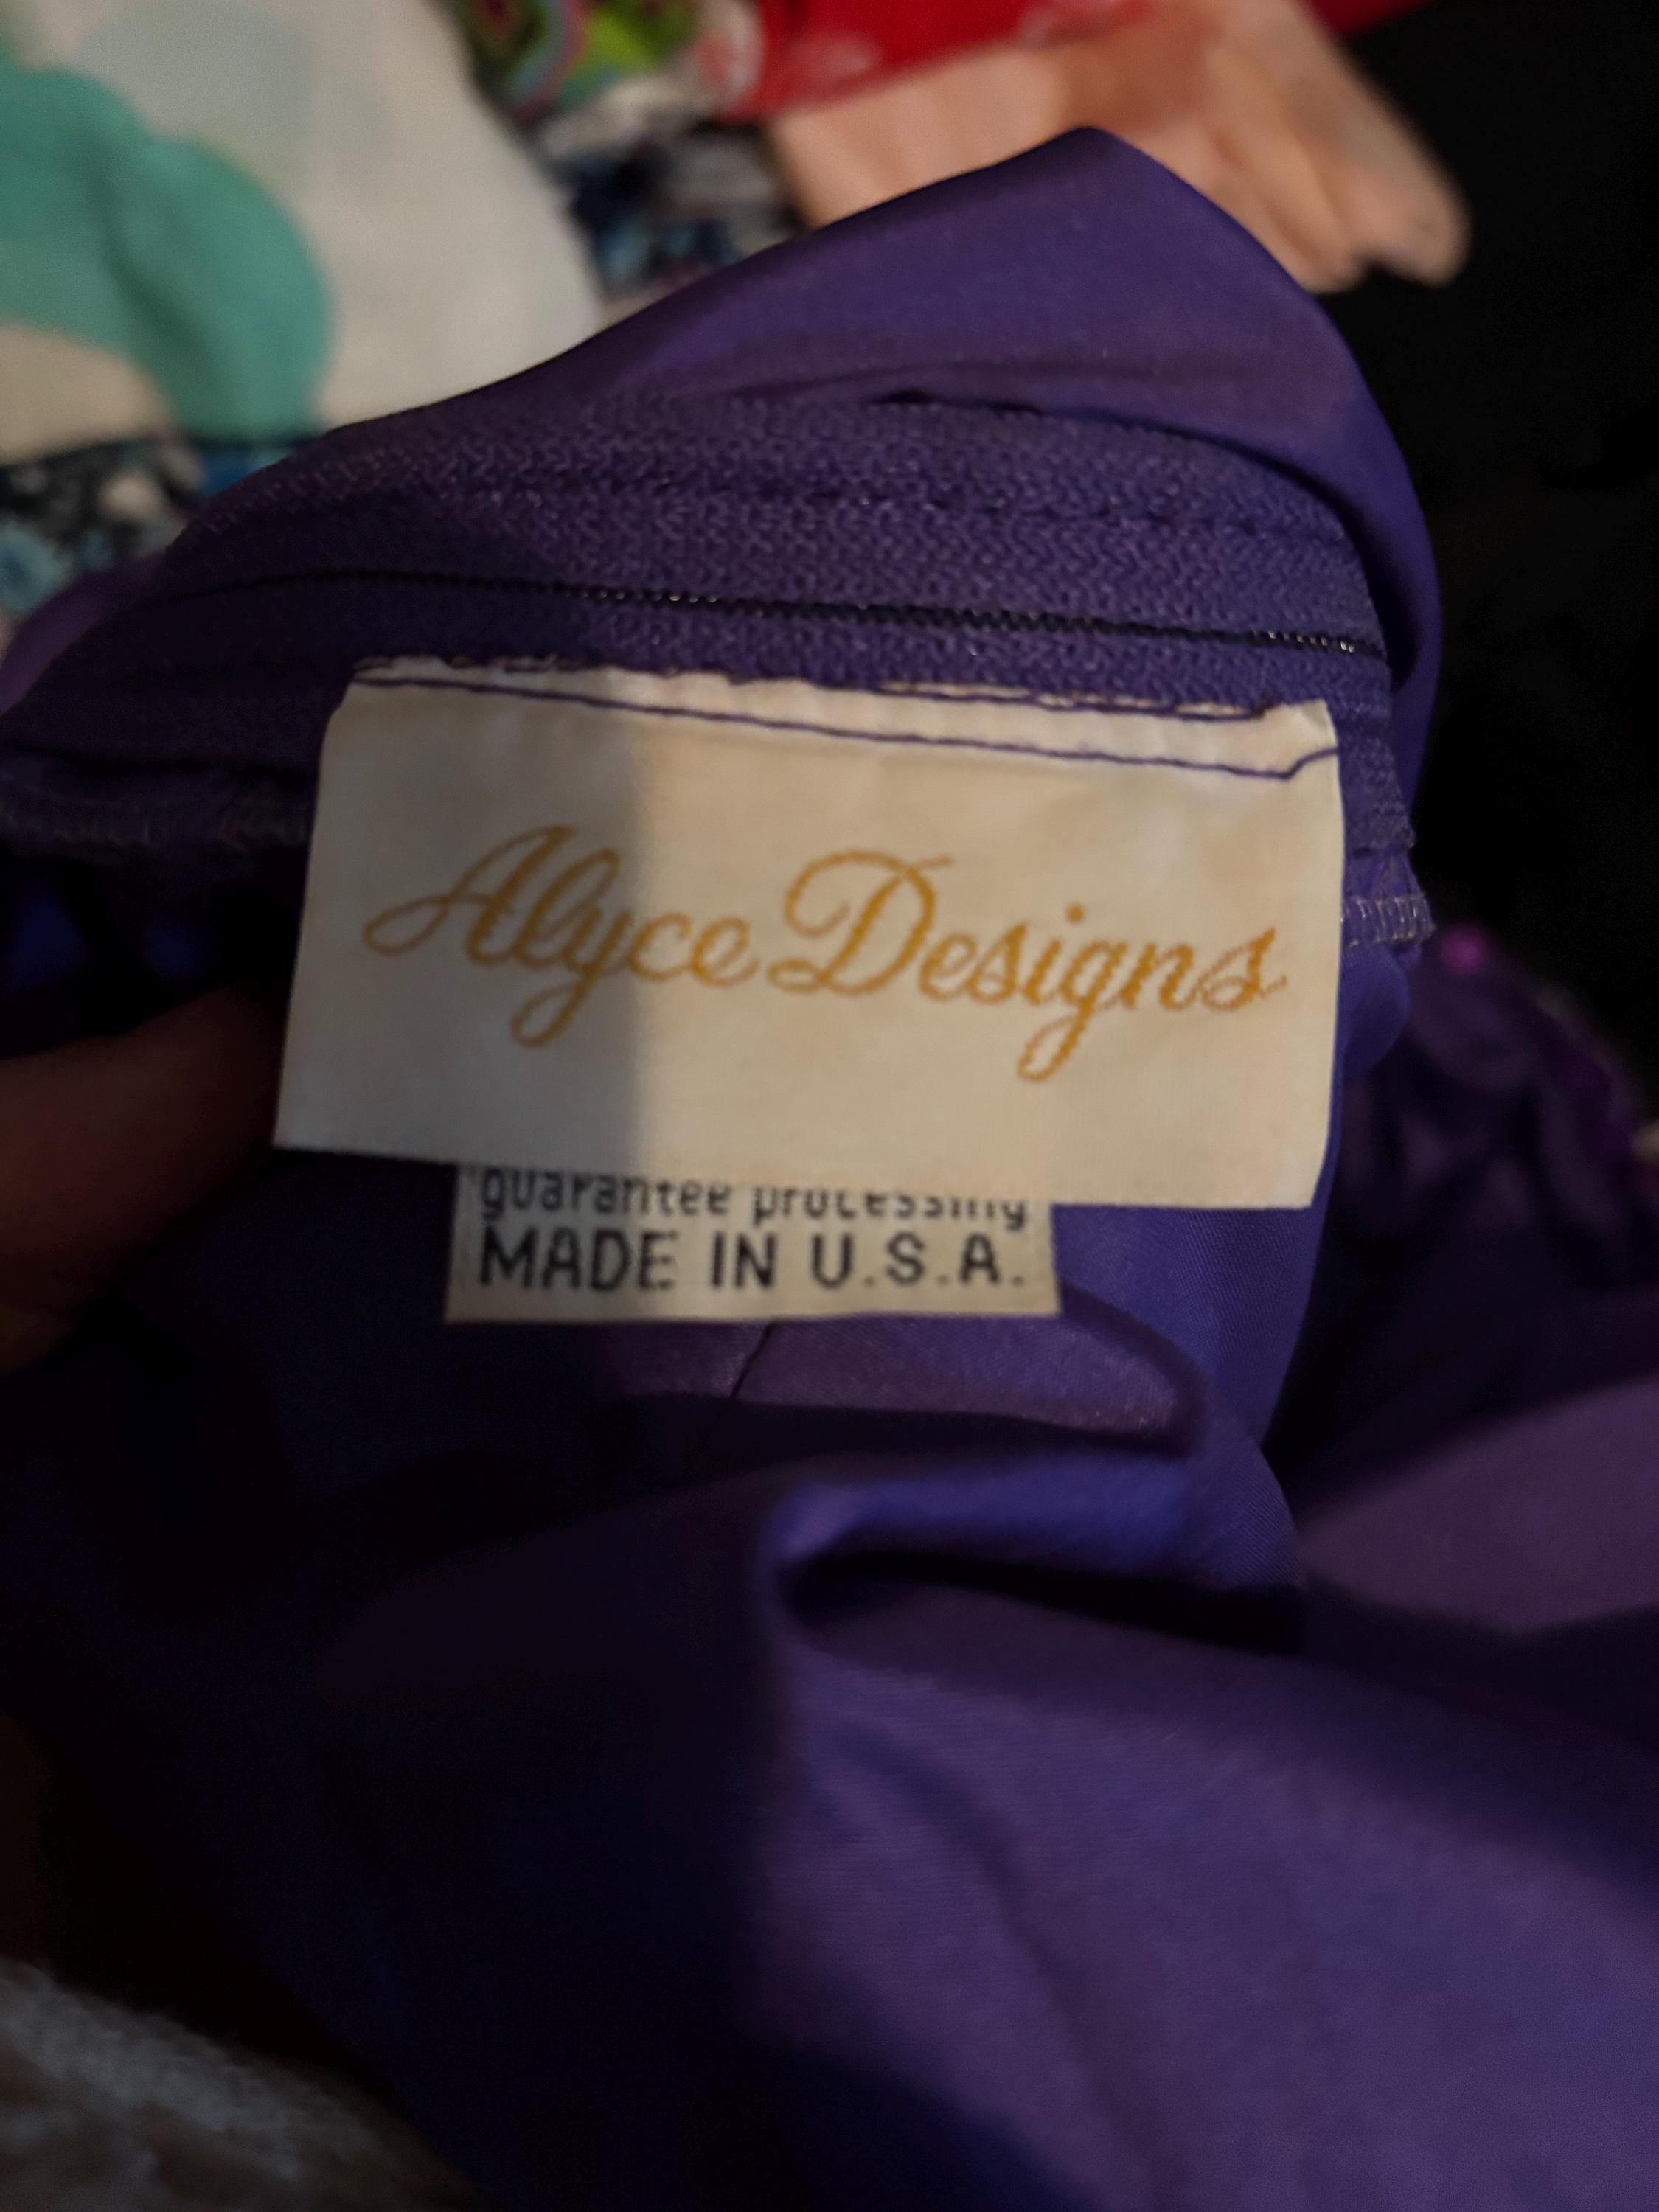 Alyce Designs
guarantee processing
MADE IN U.S.A.